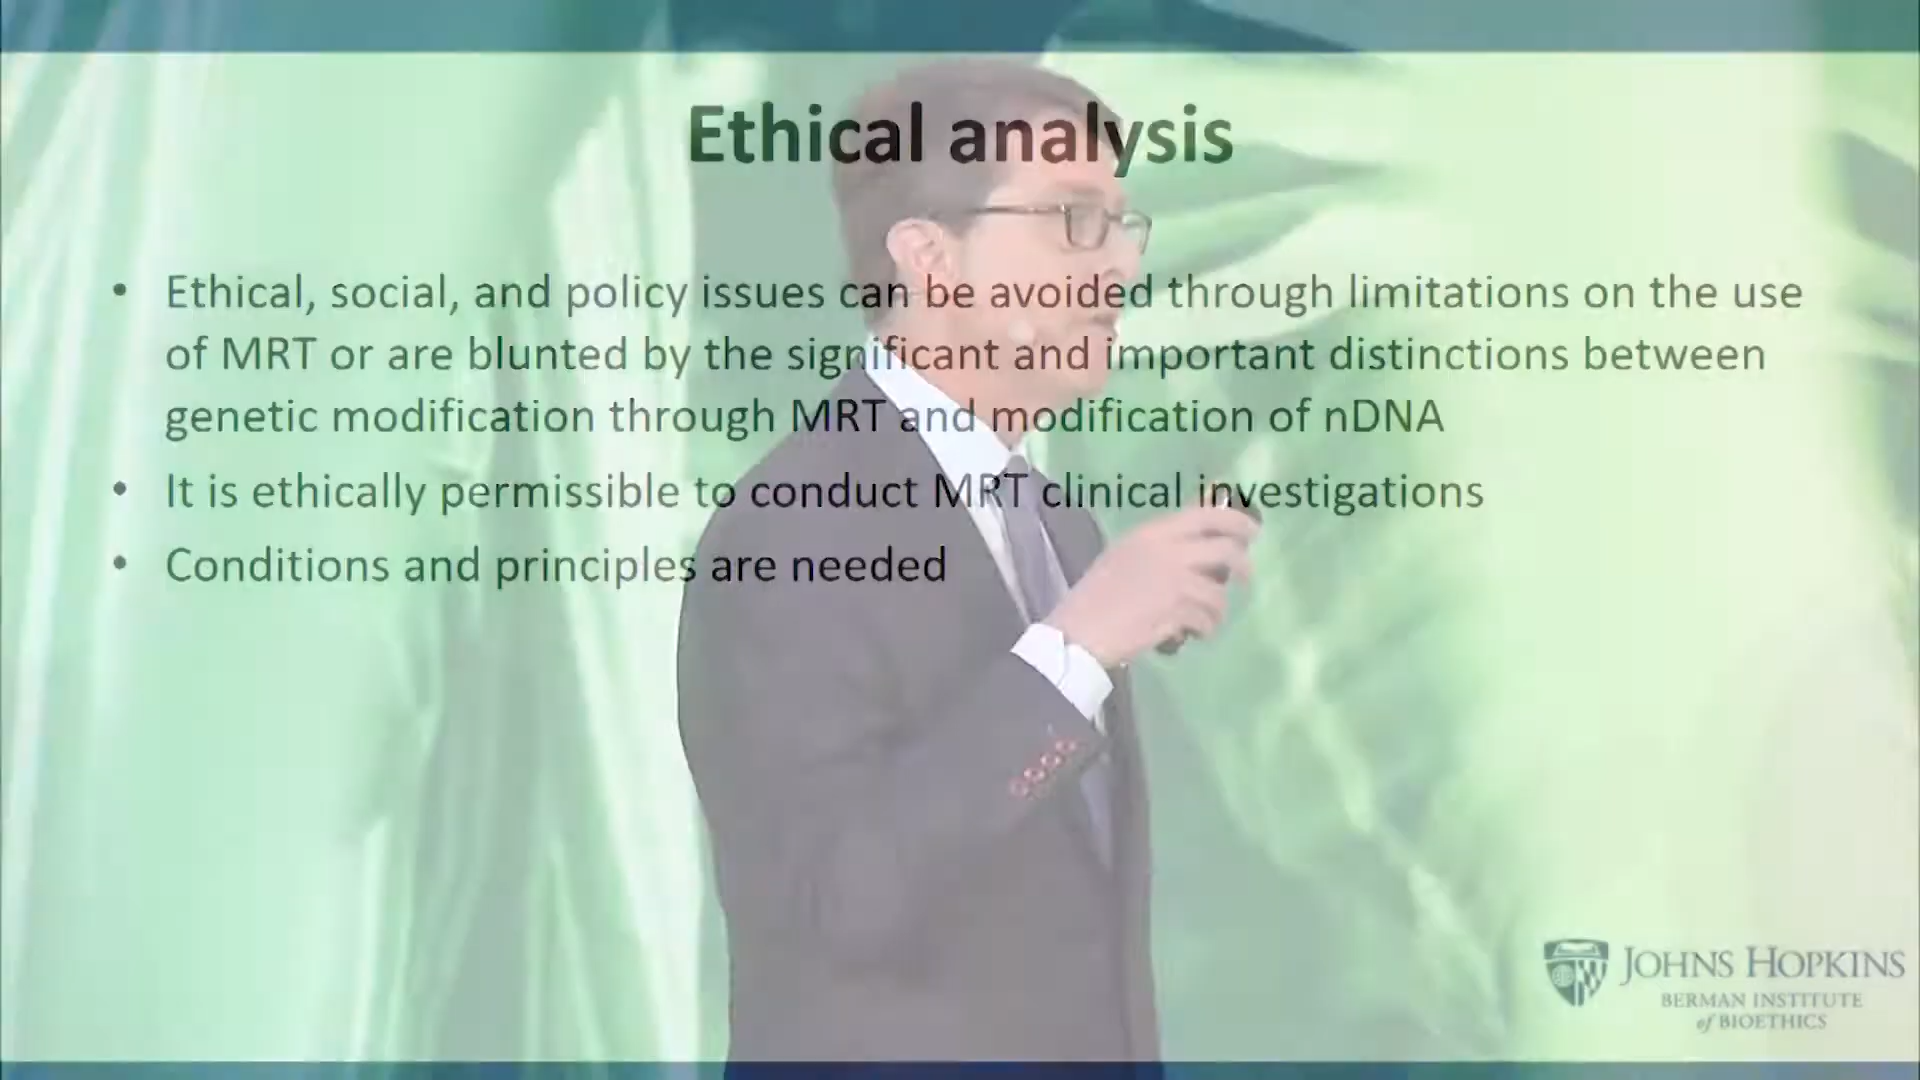 Ethical analysis
• Ethical, social, and policy issues can be avoided through limitations on the use
of MRT or are blunted by the significant and important distinctions between
genetic modification through MRT and modification of nDNA
• It is ethically permissible to conduct MRT clinical investigations
• Conditions and principles are needed
JOHNS HOPKINS
BERMAN INSTITUTE
of BIOETHICS